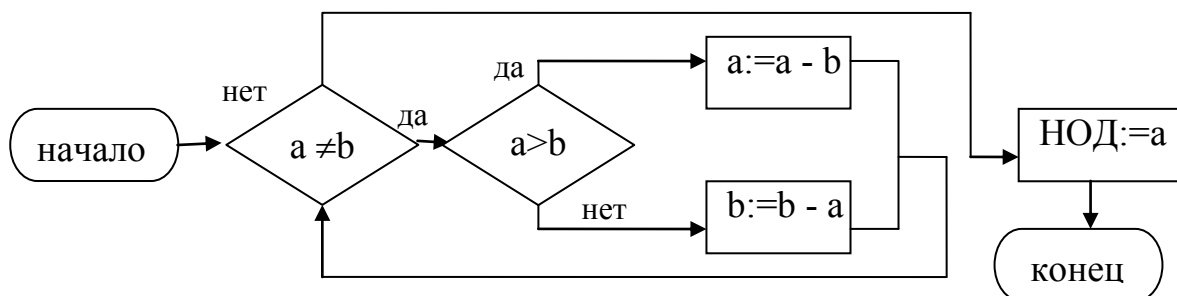 начало
нет
a ≠b
да
a>b
да
a:=a - b
нет
b:=b - a
НОД:=a
конец